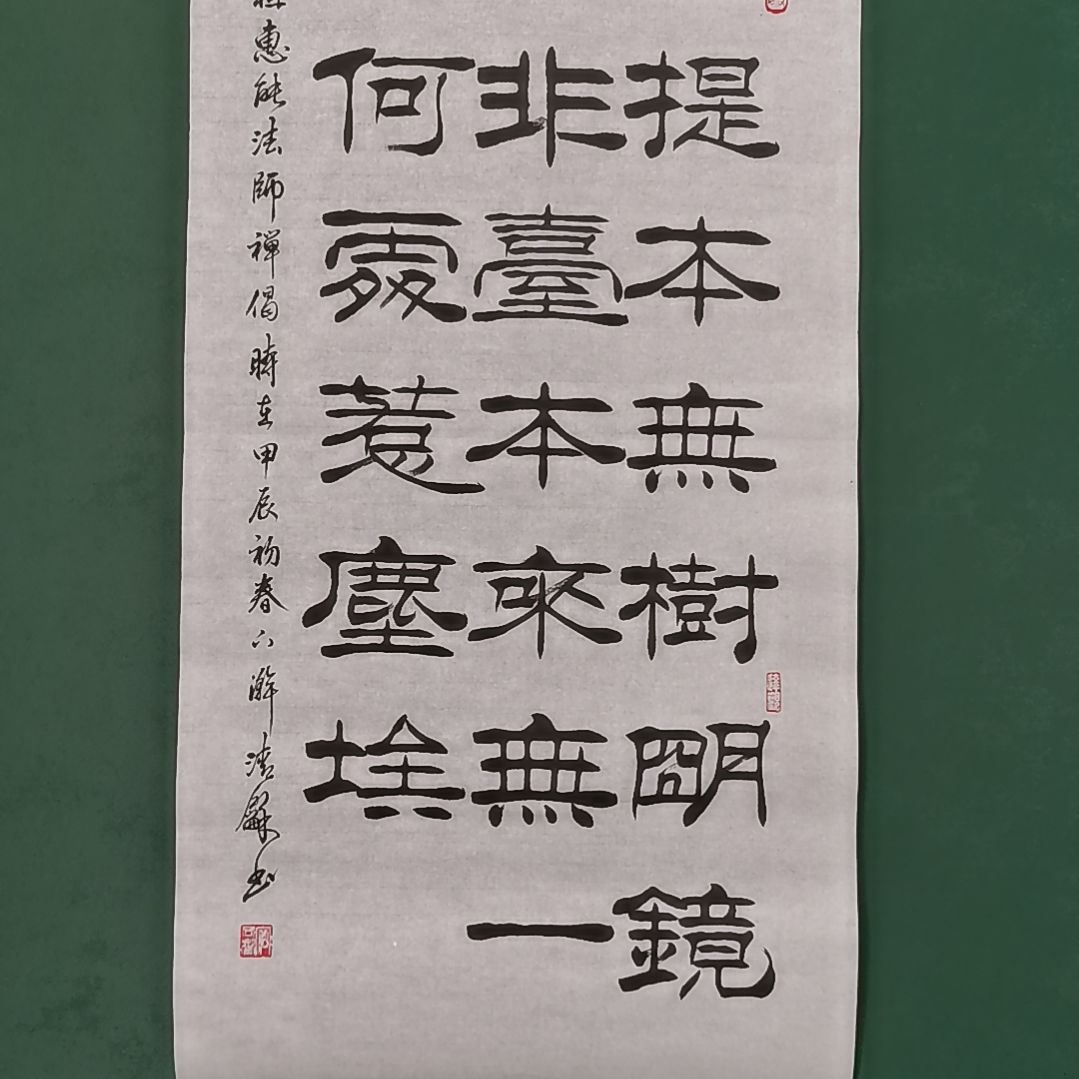 提本無樹明鏡
非臺本來無一
何處惹塵埃
惠能法師禪偈時在甲辰初春
書